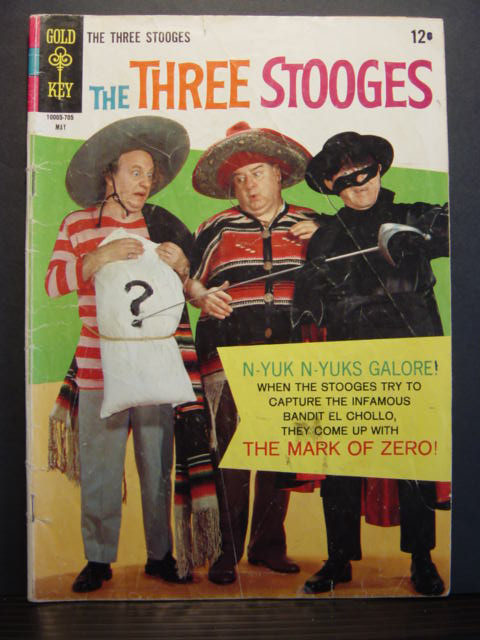 GOLD
KEY
10005-705
MAY
THE THREE STOOGES
12¢
THE THREE STOOGES
?
N-YUK N-YUKS GALORE!
WHEN THE STOOGES TRY TO
CAPTURE THE INFAMOUS
BANDIT EL CHOLLO,
THEY COME UP WITH
THE MARK OF ZERO!